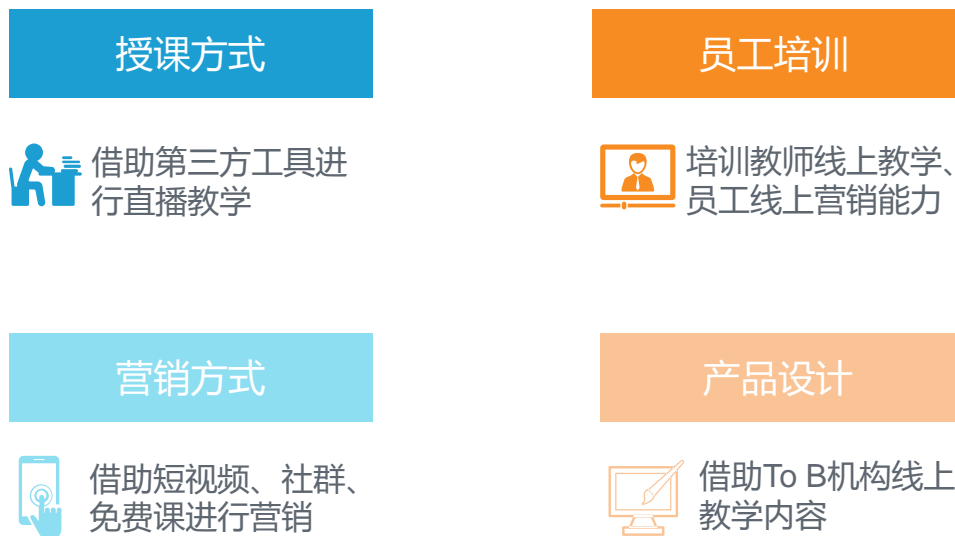 授课方式
借助第三方工具进
行直播教学
员工培训
培训教师线上教学、
员工线上营销能力
营销方式
借助短视频、社群、
免费课进行营销
产品设计
借助To B机构线上
教学内容